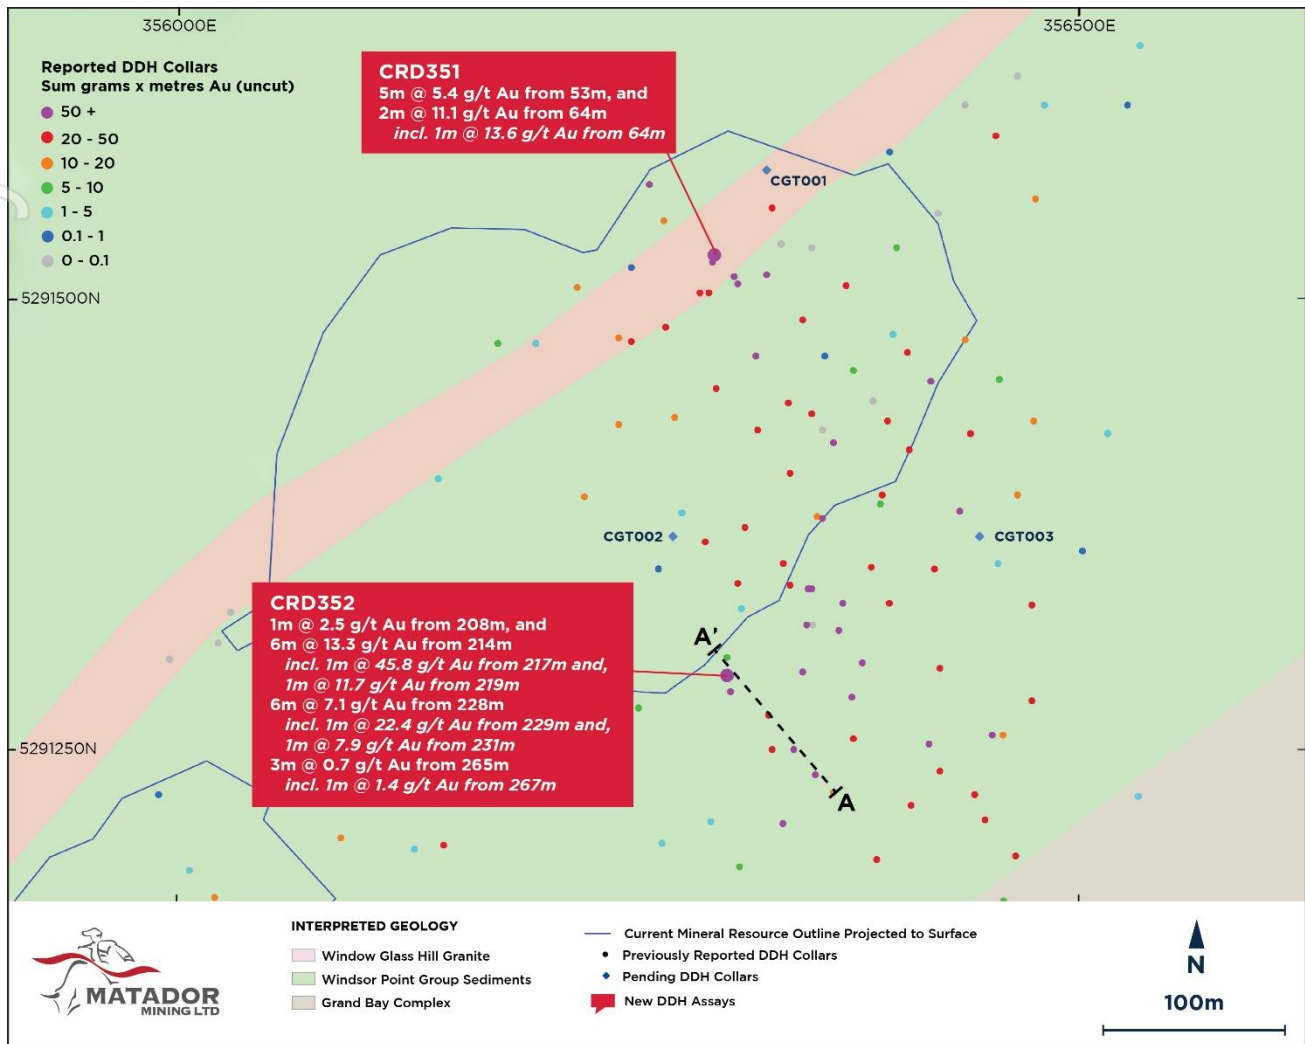 356000E
356500E
Reported DDH Collars
Sum grams x metres Au (uncut)
50 +
20 - 50
10 - 20
5 - 10
1 - 5
0.1 - 1
0 - 0.1
CRD351
5m @ 5.4 g/t Au from 53m, and
2m @ 11.1 g/t Au from 64m
incl. 1m @ 13.6 g/t Au from 64m
CGT001
5291500N
CGT002
CGT003
CRD352
1m @ 2.5 g/t Au from 208m, and
6m @ 13.3 g/t Au from 214m
incl. 1m @ 45.8 g/t Au from 217m and,
1m @ 11.7 g/t Au from 219m
6m @ 7.1 g/t Au from 228m
incl. 1m @ 22.4 g/t Au from 229m and,
1m @ 7.9 g/t Au from 231m
3m @ 0.7 g/t Au from 265m
incl. 1m @ 1.4 g/t Au from 267m
A'
5291250N
A
MATADOR
MINING LTD
INTERPRETED GEOLOGY
Window Glass Hill Granite
Windsor Point Group Sediments
Grand Bay Complex
Current Mineral Resource Outline Projected to Surface
Previously Reported DDH Collars
Pending DDH Collars
New DDH Assays
N
100m